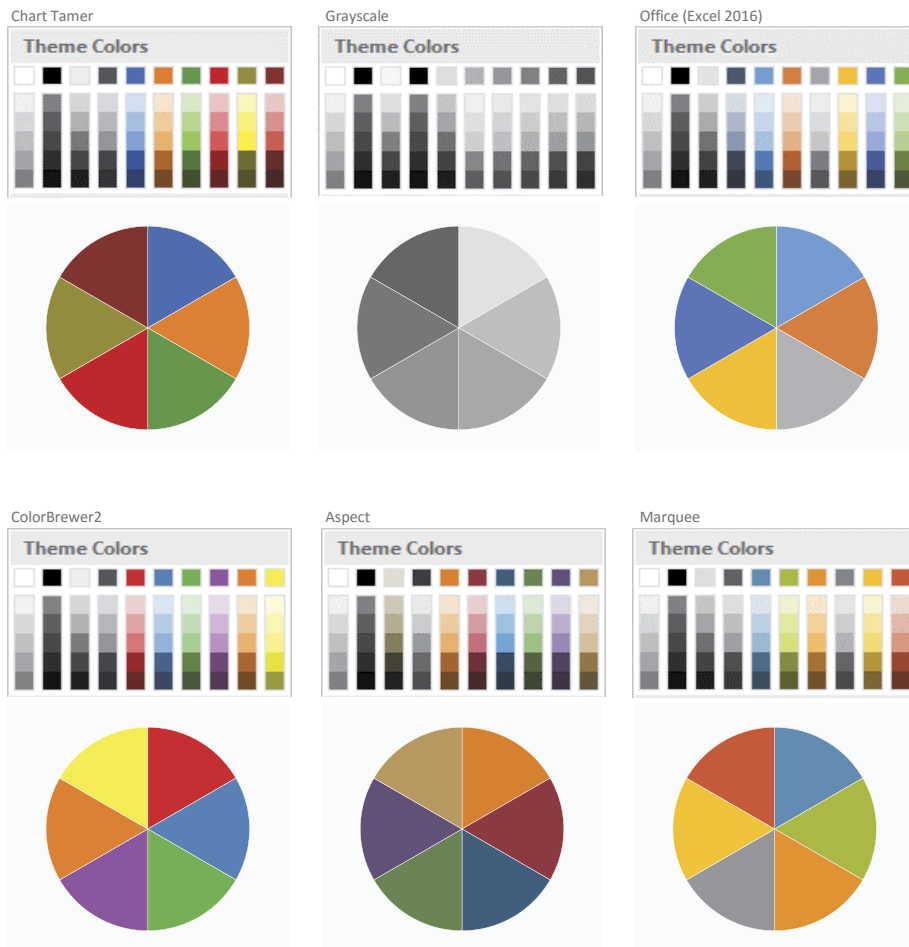 Chart Tamer
Grayscale
Office (Excel 2016)
Theme Colors
Theme Colors
Theme Colors
ColorBrewer2
Aspect
Marquee
Theme Colors
Theme Colors
Theme Colors